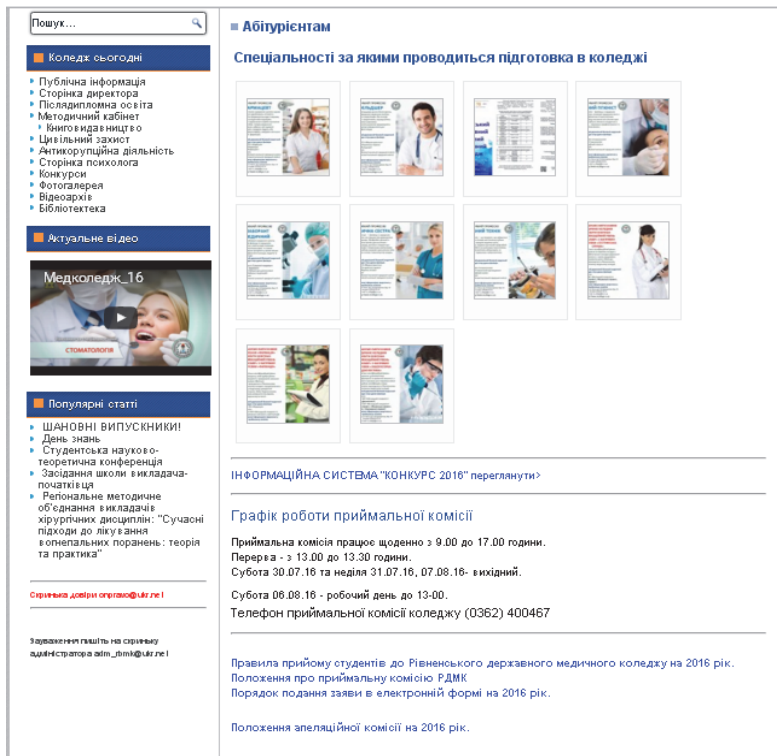 Пошук...
Коледж сьогодні
Публічна інформація
Сторінка директора
Післядипломна освіта
Методичний кабінет
Книговидавництво
Цивільний захист
Антикорупційна діяльність
Сторінка психолога
Конкурси
Фотогалерея
Відеоархів
Бібліотектека
Актуальне відео
Медколедж_16
СТОМАТОЛОГІЯ
Популярні статті
ШАНОВНІ ВИПУСКНИКИ!
День знань
Студентська науково-
теоретична конференція
Засідання школи викладача-
початківця
Регіональне методичне
об'єднання викладачів
хірургічних дисциплін: "Сучасні
підходи до лікування
вогнепальних поранень: теорія
та практика"
Скринька довіри onpravo@ukr.net
Зауваження пишіть на скриньку
адміністратора adm_rbmk@ukr.net
Абітурієнтам
Спеціальності за якими проводиться підготовка в коледжі
ІНФОРМАЦІЙНА СИСТЕМА "КОНКУРС 2016" переглянути>
Графік роботи приймальної комісії
Приймальна комісія працює щоденно з 9.00 до 17.00 години.
Перерва - з 13.00 до 13.30 години.
Субота 30.07.16 та неділя 31.07.16, 07.08.16- вихідний.
Субота 06.08.16 - робочий день до 13-00.
Телефон приймальної комісії коледжу (0362) 400467
Правила прийому студентів до Рівненського державного медичного коледжу на 2016 рік.
Положення про приймальну комісію РДМК
Порядок подання заяви в електронній формі на 2016 рік.
Положення апеляційної комісії на 2016 рік.